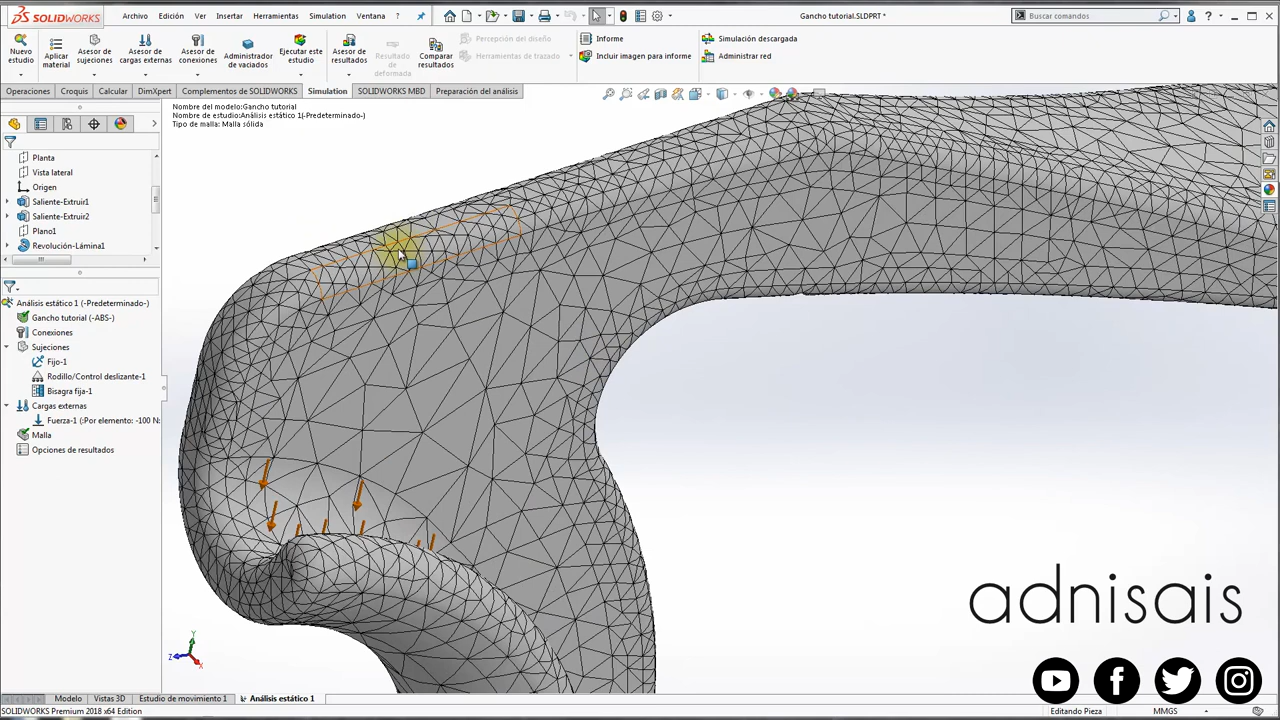 SOLIDWORKS
Archivo Edición Ver Insertar Herramientas Simulation Ventana ?
Gancho tutorial.SLDPRT *
Buscar comandos
Nuevo estudio
Aplicar material
Asesor de sujeciones
Asesor de cargas externas
Asesor de conexiones
Administrador de vaciados
Ejecutar este estudio
Asesor de resultados
Resultado de deformada
Comparar resultados
Percepción del diseño
Herramientas de trazado
Informe
Incluir imagen para informe
Simulación descargada
Administrar red
Operaciones Croquis Calcular DimXpert Complementos de SOLIDWORKS Simulation SOLIDWORKS MBD Preparación del análisis
Nombre del modelo:Gancho tutorial
Nombre de estudio:Análisis estático 1(-Predeterminado-)
Tipo de malla: Malla sólida
Planta
Vista lateral
Origen
Saliente-Extruir1
Saliente-Extruir2
Plano1
Revolución-Lámina1
Análisis estático 1 (-Predeterminado-)
Gancho tutorial (-ABS-)
Conexiones
Sujeciones
Fijo-1
Rodillo/Control deslizante-1
Bisagra fija-1
Cargas externas
Fuerza-1 (:Por elemento: -100 N:
Malla
Opciones de resultados
Y
Z
X
adnisais
Modelo Vistas 3D Estudio de movimiento 1 Análisis estático 1
SOLIDWORKS Premium 2018 x64 Edition
Editando Pieza
MMGS